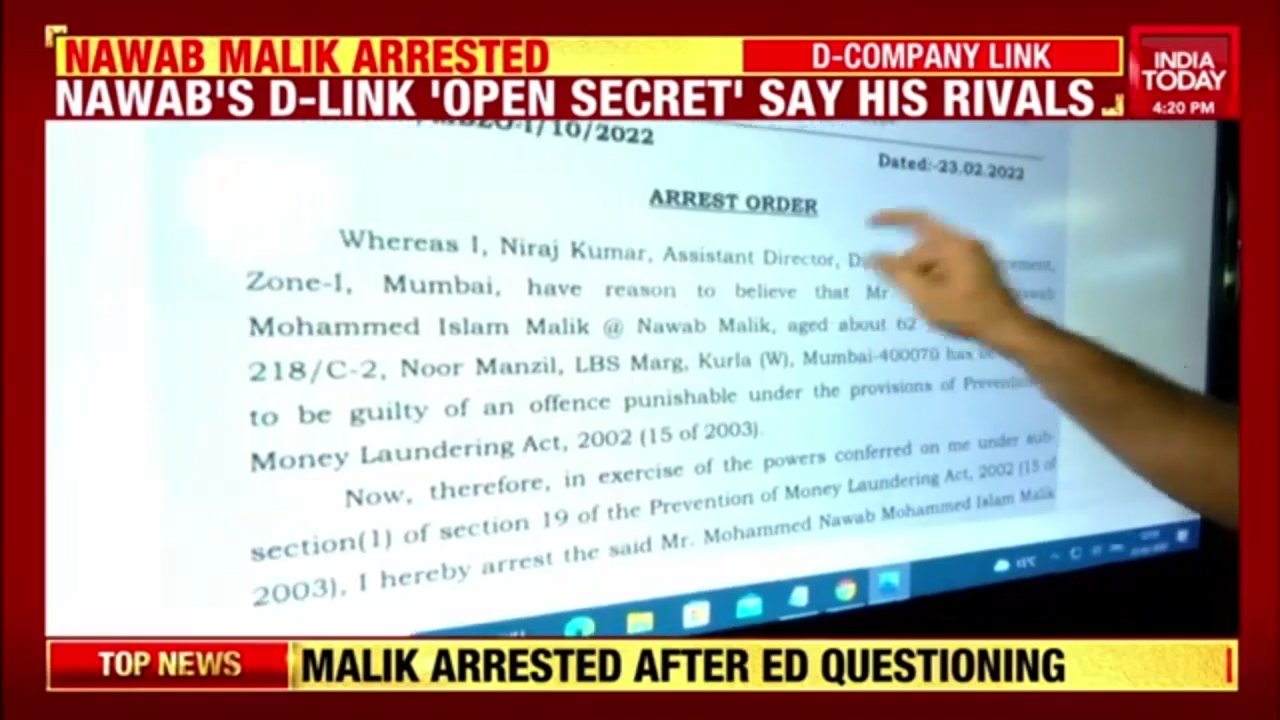 NAWAB MALIK ARRESTED
D-COMPANY LINK
INDIA
TODAY
4:20 PM
NAWAB'S D-LINK 'OPEN SECRET' SAY HIS RIVALS
1/10/2022
Dated:-23.02.2022
ARREST ORDER
Whereas I, Niraj Kumar, Assistant Director,
Zone-I, Mumbai, have reason to believe that Mr
Mohammed Islam Malik @ Nawab Malik, aged about 62
218/C-2, Noor Manzil, LBS Marg, Kurla (W), Mumbai-400070 has
to be guilty of an offence punishable under the provisions of
Money Laundering Act, 2002 (15 of 2003).
Now, therefore, in exercise of the powers conferred on me under sub-
section(1) of section 19 of the Prevention of Money Laundering Act, 2002 (15 of
2003), I hereby arrest the said Mr. Mohammed Nawab Mohammed Islam Malik
TOP NEWS
MALIK ARRESTED AFTER ED QUESTIONING